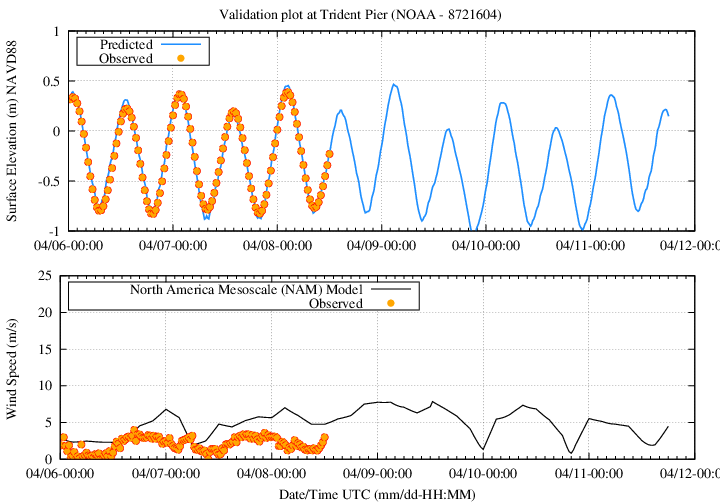 Validation plot at Trident Pier (NOAA - 8721604)
Surface Elevation (m) NAVD88
1
0.5
0
-0.5
-1
Predicted
Observed
04/06-00:00 04/07-00:00 04/08-00:00 04/09-00:00 04/10-00:00 04/11-00:00 04/12-0
Wind Speed (m/s)
25
20
15
10
5
0
North America Mesoscale (NAM) Model
Observed
04/06-00:00 04/07-00:00 04/08-00:00 04/09-00:00 04/10-00:00 04/11-00:00 04/12-0
Date/Time UTC (mm/dd-HH:MM)